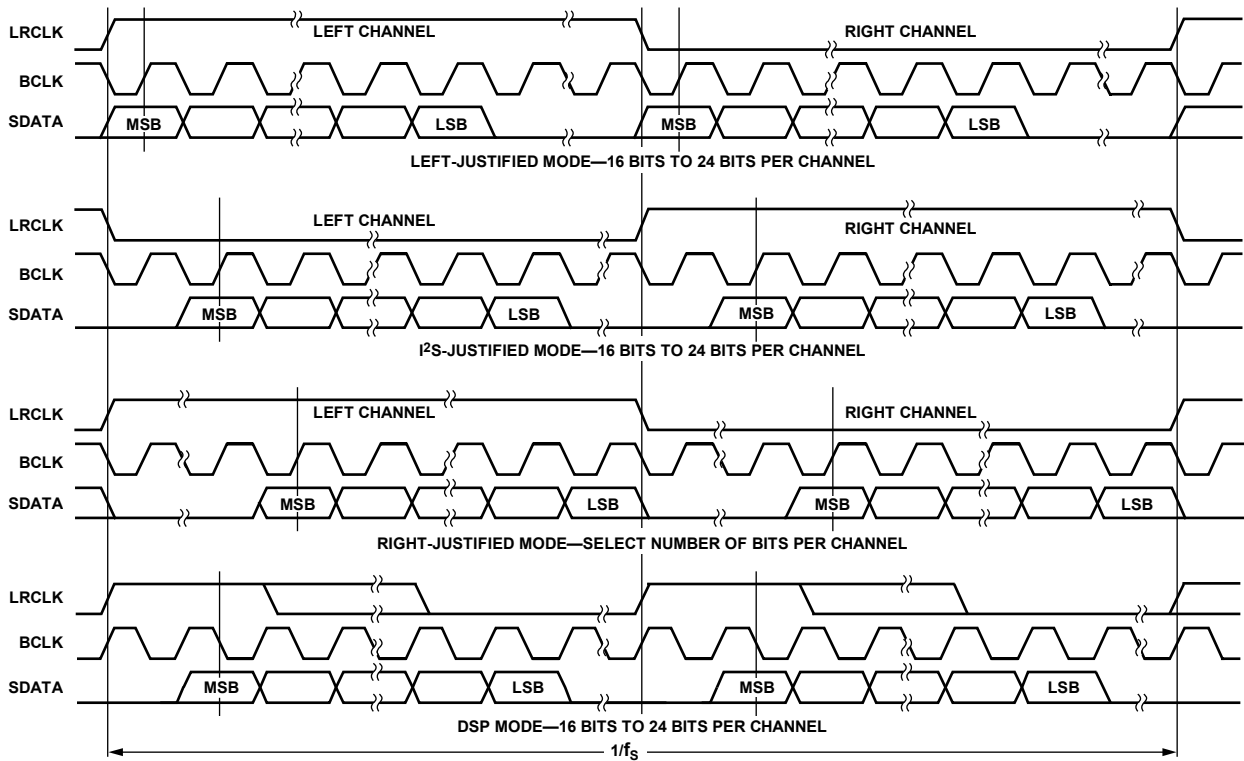 LRCLK LEFT CHANNEL RIGHT CHANNEL
BCLK
SDATA MSB LSB MSB LSB
LEFT-JUSTIFIED MODE—16 BITS TO 24 BITS PER CHANNEL
LRCLK LEFT CHANNEL RIGHT CHANNEL
BCLK
SDATA MSB LSB MSB LSB
I²S-JUSTIFIED MODE—16 BITS TO 24 BITS PER CHANNEL
LRCLK LEFT CHANNEL RIGHT CHANNEL
BCLK
SDATA MSB LSB MSB LSB
RIGHT-JUSTIFIED MODE—SELECT NUMBER OF BITS PER CHANNEL
LRCLK
BCLK
SDATA MSB LSB MSB LSB
DSP MODE—16 BITS TO 24 BITS PER CHANNEL
1/fS